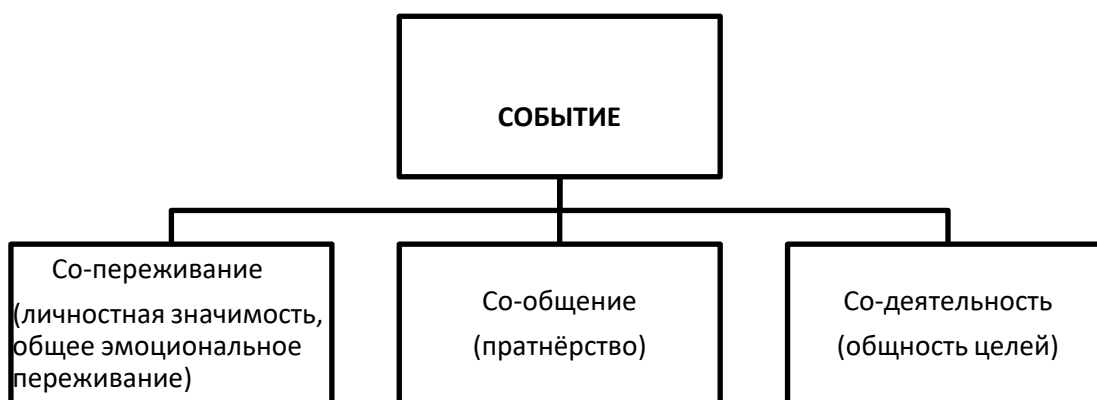 СОБЫТИЕ
Со-переживание
(личностная значимость,
общее эмоциональное
переживание)
Со-общение
(пратнёрство)
Со-деятельность
(общность целей)